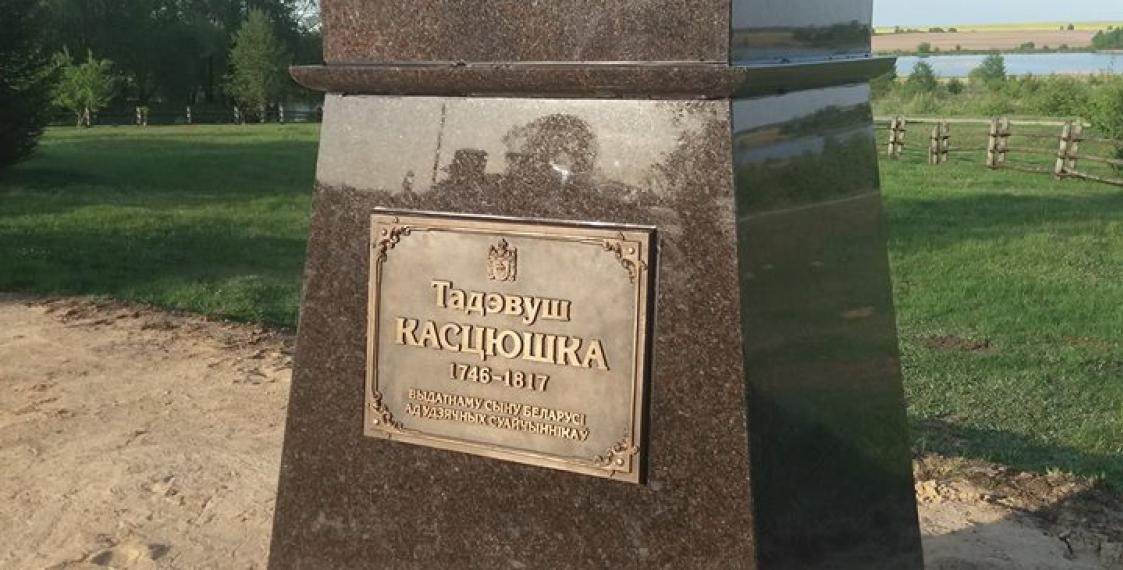 Тадэвуш
КАСЦЮШКА
1746-1817
ВЫДАТНАМУ СЫНУ БЕЛАРУСІ
АД УДЗЯЧНЫХ СУАЙЧЫННІКАЎ